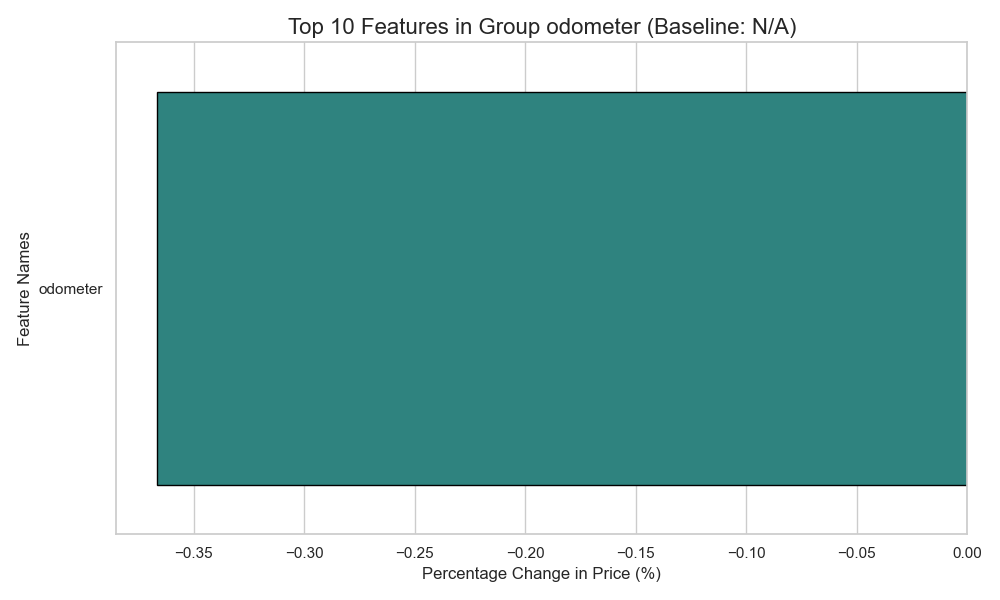 Top 10 Features in Group odometer (Baseline: N/A)
Feature Names
odometer
−0.35 −0.30 −0.25 −0.20 −0.15 −0.10 −0.05 0.00
Percentage Change in Price (%)